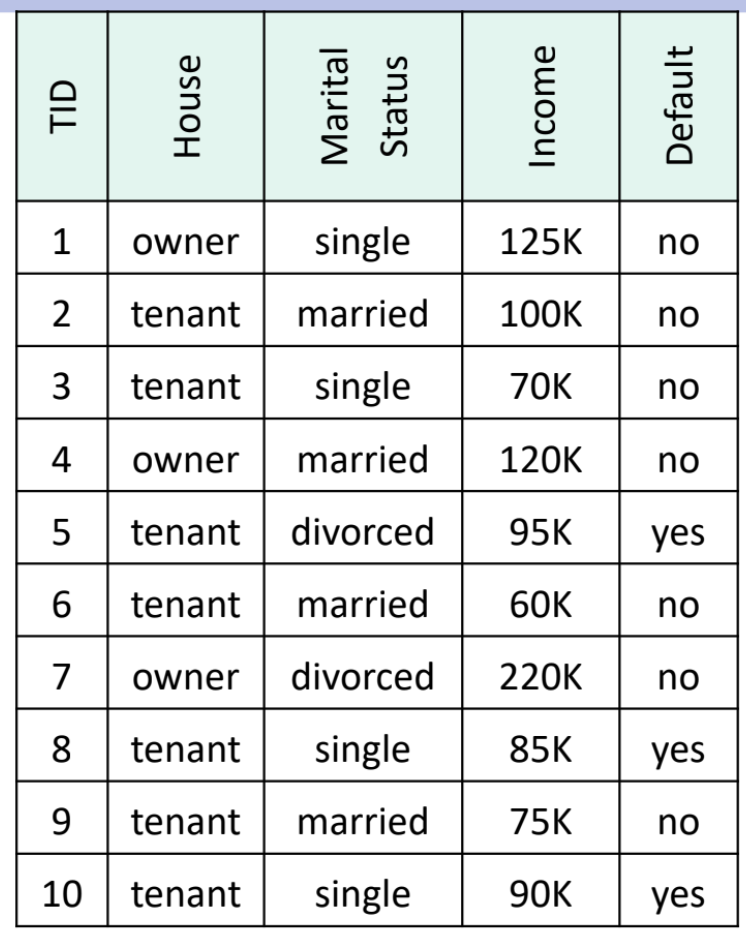 TID House Marital Status Income Default
1 owner single 125K no
2 tenant married 100K no
3 tenant single 70K no
4 owner married 120K no
5 tenant divorced 95K yes
6 tenant married 60K no
7 owner divorced 220K no
8 tenant single 85K yes
9 tenant married 75K no
10 tenant single 90K yes